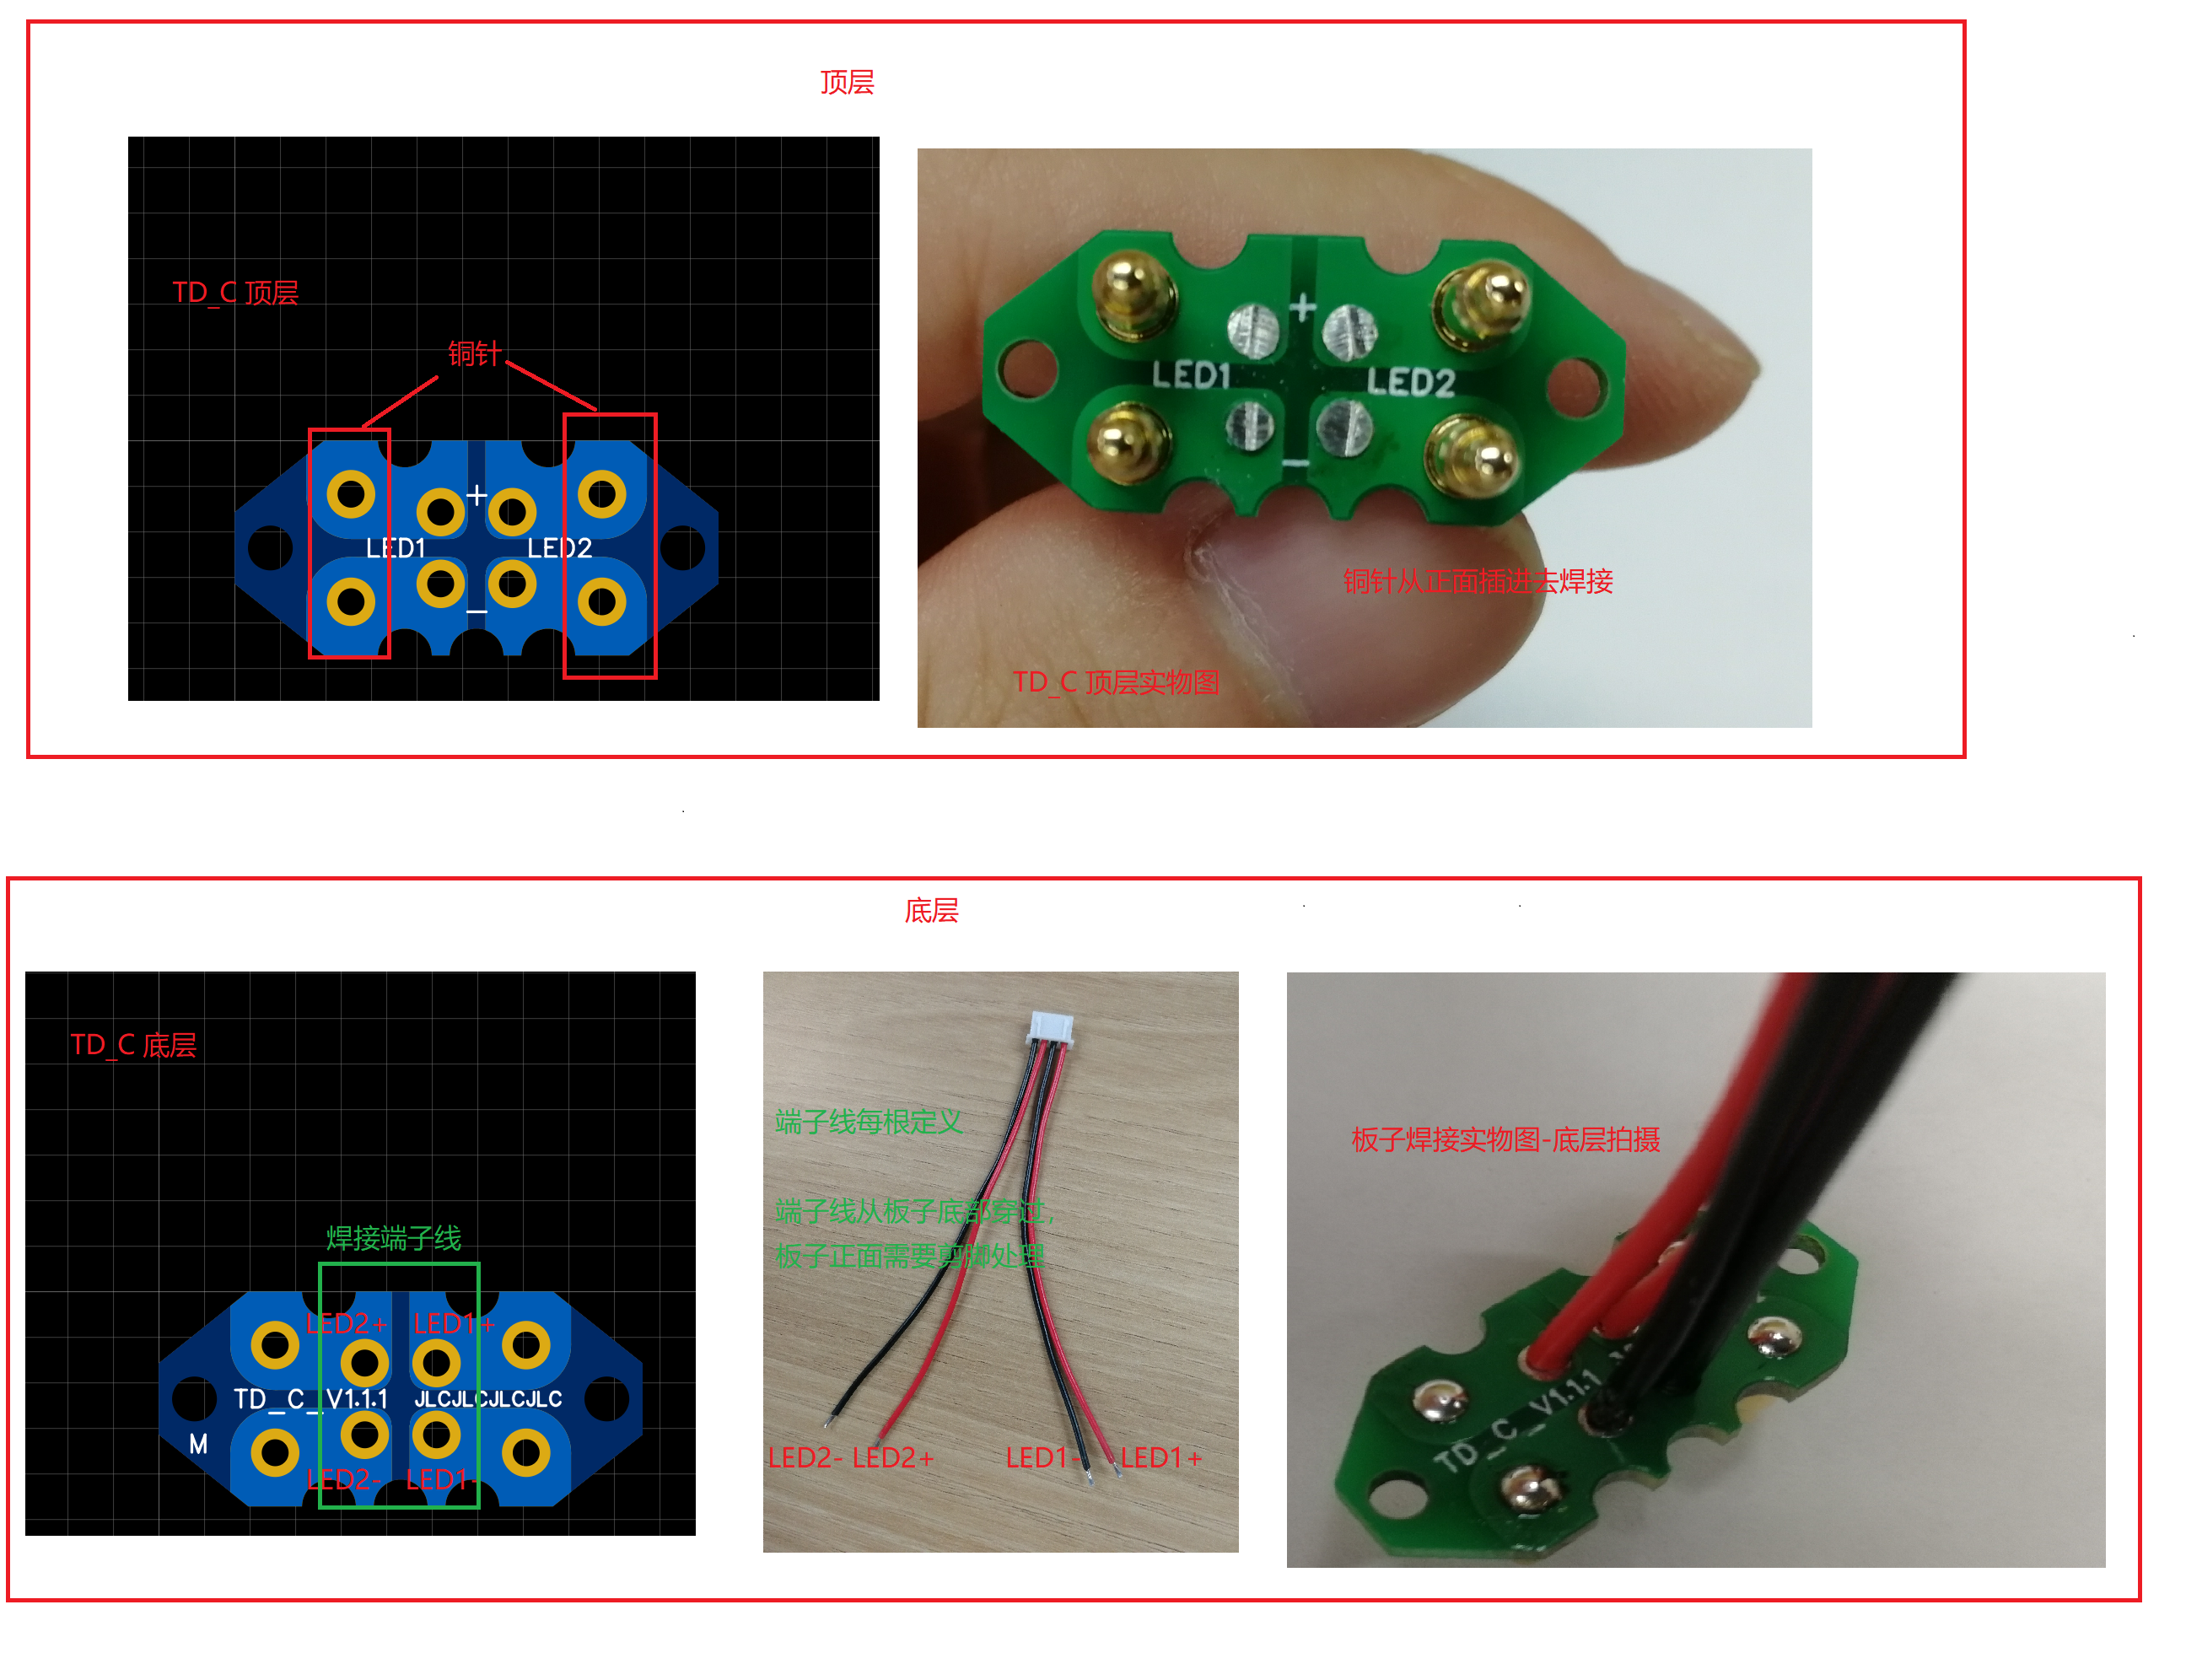 顶层
TD_C 顶层
铜针
+
LED1
LED2
—
+
LED1
LED2
—
铜针从正面插进去焊接
TD_C 顶层实物图
底层
TD_C 底层
焊接端子线
LED2+
LED1+
TD_C_V1.1.1
JLCJLCJLCJLC
M
LED2-
LED1-
端子线每根定义
端子线从板子底部穿过，
板子正面需要剪脚处理
LED2-
LED2+
LED1-
LED1+
板子焊接实物图-底层拍摄
TD_C_V1.1.1